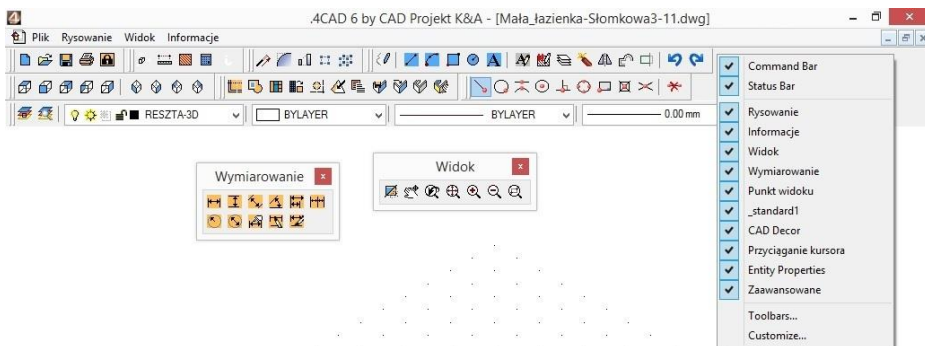 .4CAD 6 by CAD Projekt K&A - [Mała_łazienka-Słomkowa3-11.dwg]
Plik Rysowanie Widok Informacje
RESZTA-3D BYLAYER BYLAYER 0.00 mm
Wymiarowanie
Widok
Command Bar
Status Bar
Rysowanie
Informacje
Widok
Wymiarowanie
Punkt widoku
_standard1
CAD Decor
Przyciąganie kursora
Entity Properties
Zaawansowane
Toolbars...
Customize...